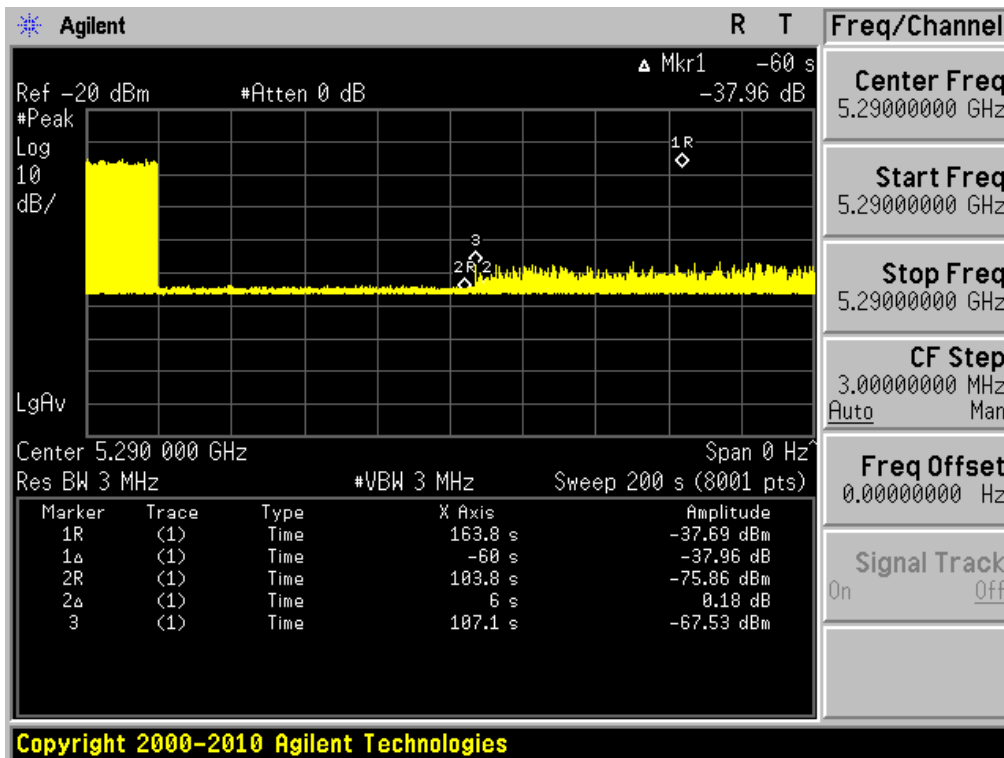 Agilent R T
Freq/Channel
Δ Mkr1 -60 s
Ref -20 dBm #Atten 0 dB -37.96 dB
#Peak
Log
10
dB/
1R
3
2R 2
LgAv
Center 5.290 000 GHz Span 0 Hz^
Res BW 3 MHz #VBW 3 MHz Sweep 200 s (8001 pts)
Marker Trace Type X Axis Amplitude
1R (1) Time 163.8 s -37.69 dBm
1Δ (1) Time -60 s -37.96 dB
2R (1) Time 103.8 s -75.86 dBm
2Δ (1) Time 6 s 0.18 dB
3 (1) Time 107.1 s -67.53 dBm
Center Freq
5.29000000 GHz
Start Freq
5.29000000 GHz
Stop Freq
5.29000000 GHz
CF Step
3.00000000 MHz
Auto Man
Freq Offset
0.00000000 Hz
Signal Track
On Off
Copyright 2000-2010 Agilent Technologies